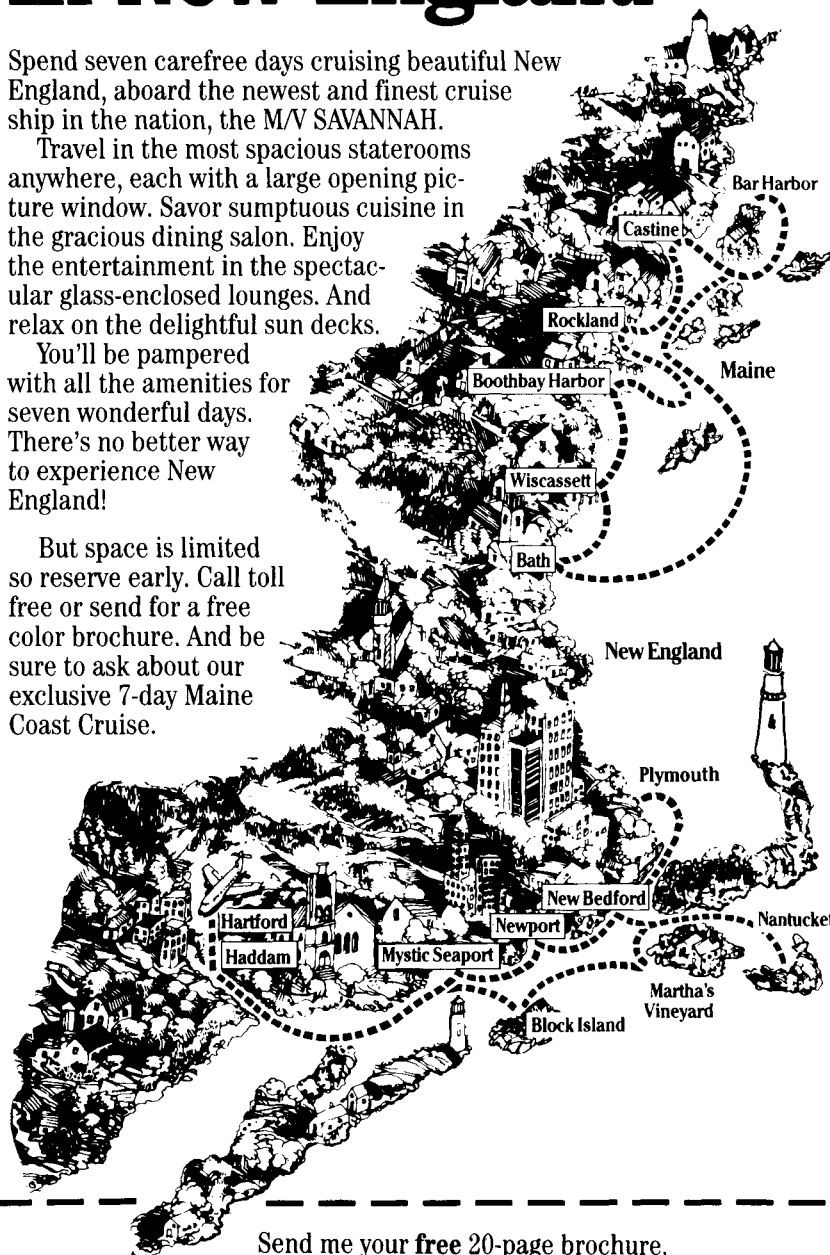 New England
Spend seven carefree days cruising beautiful New
England, aboard the newest and finest cruise
ship in the nation, the M/V SAVANNAH.
Travel in the most spacious staterooms
anywhere, each with a large opening pic-
ture window. Savor sumptuous cuisine in
the gracious dining salon. Enjoy
the entertainment in the spectac-
ular glass-enclosed lounges. And
relax on the delightful sun decks.
You'll be pampered
with all the amenities for
seven wonderful days.
There's no better way
to experience New
England!
But space is limited
so reserve early. Call toll
free or send for a free
color brochure. And be
sure to ask about our
exclusive 7-day Maine
Coast Cruise.
Bar Harbor
Castine
Rockland
Maine
Boothbay Harbor
Wiscassett
Bath
New England
Plymouth
New Bedford
Nantucket
Newport
Hartford
Haddam
Mystic Seaport
Martha's
Vineyard
Block Island
Send me your free 20-page brochure.